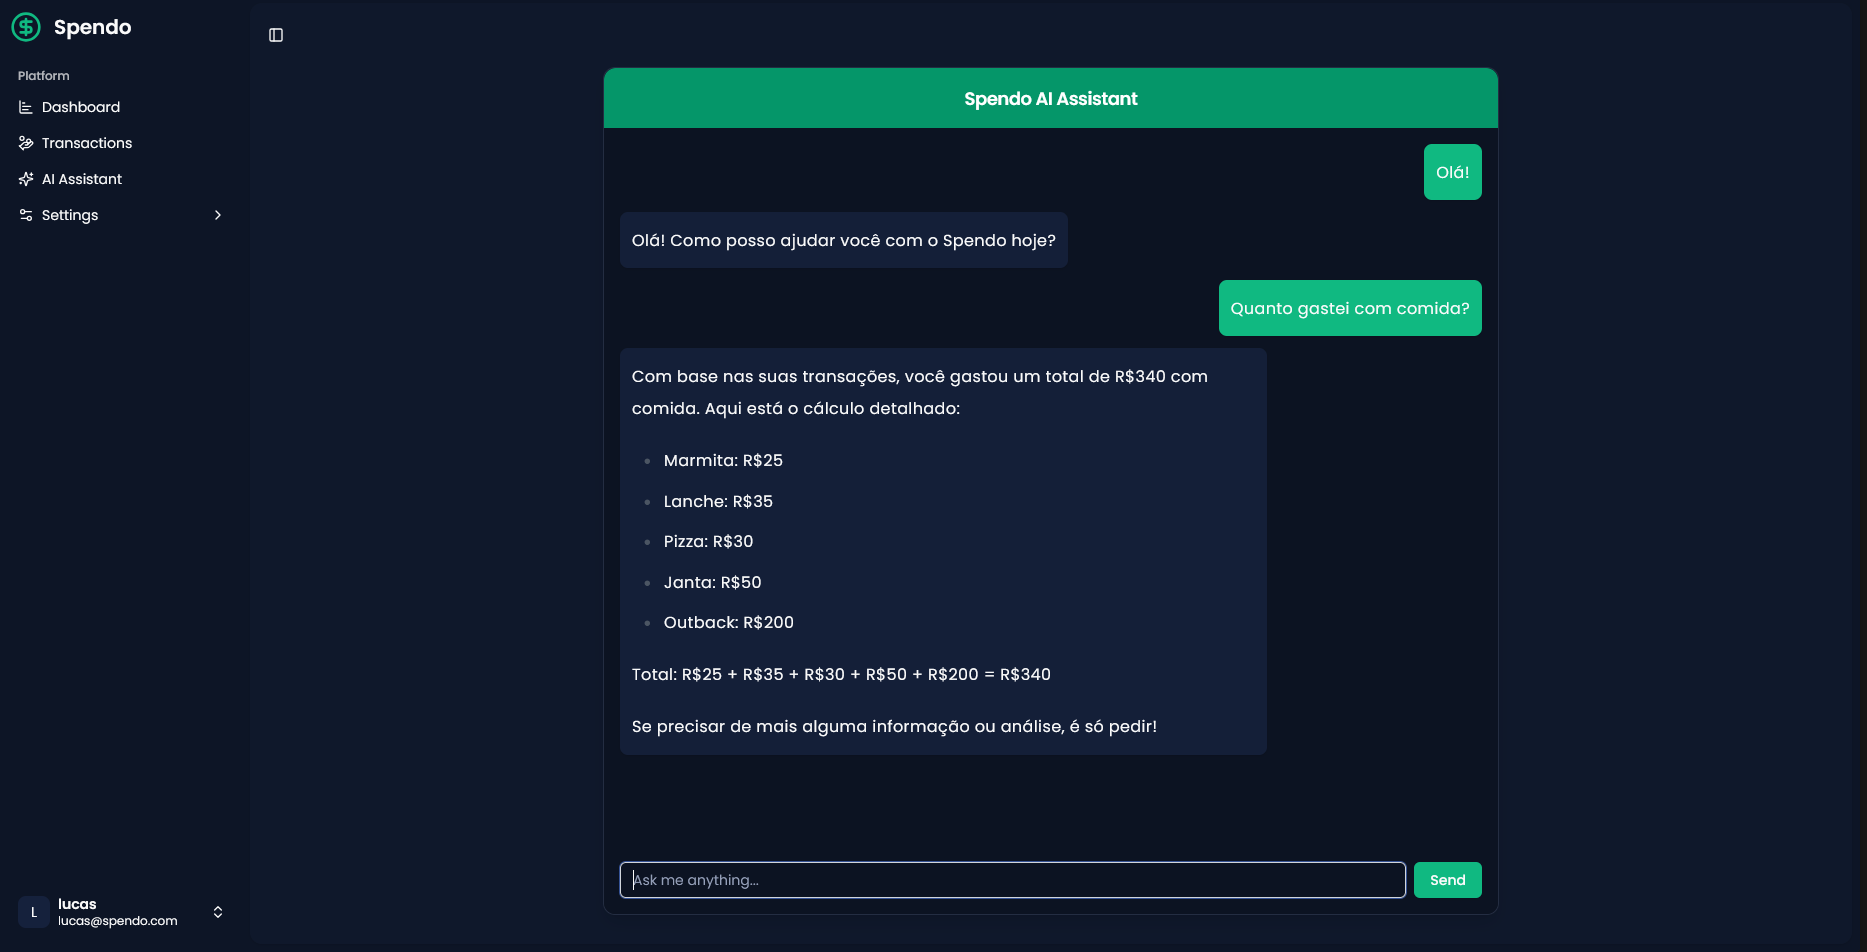 Spendo
Platform
Dashboard
Transactions
AI Assistant
Settings
Spendo AI Assistant
Olá!
Olá! Como posso ajudar você com o Spendo hoje?
Quanto gastei com comida?
Com base nas suas transações, você gastou um total de R$340 com
comida. Aqui está o cálculo detalhado:
Marmita: R$25
Lanche: R$35
Pizza: R$30
Janta: R$50
Outback: R$200
Total: R$25 + R$35 + R$30 + R$50 + R$200 = R$340
Se precisar de mais alguma informação ou análise, é só pedir!
Ask me anything...
Send
L
lucas
lucas@spendo.com